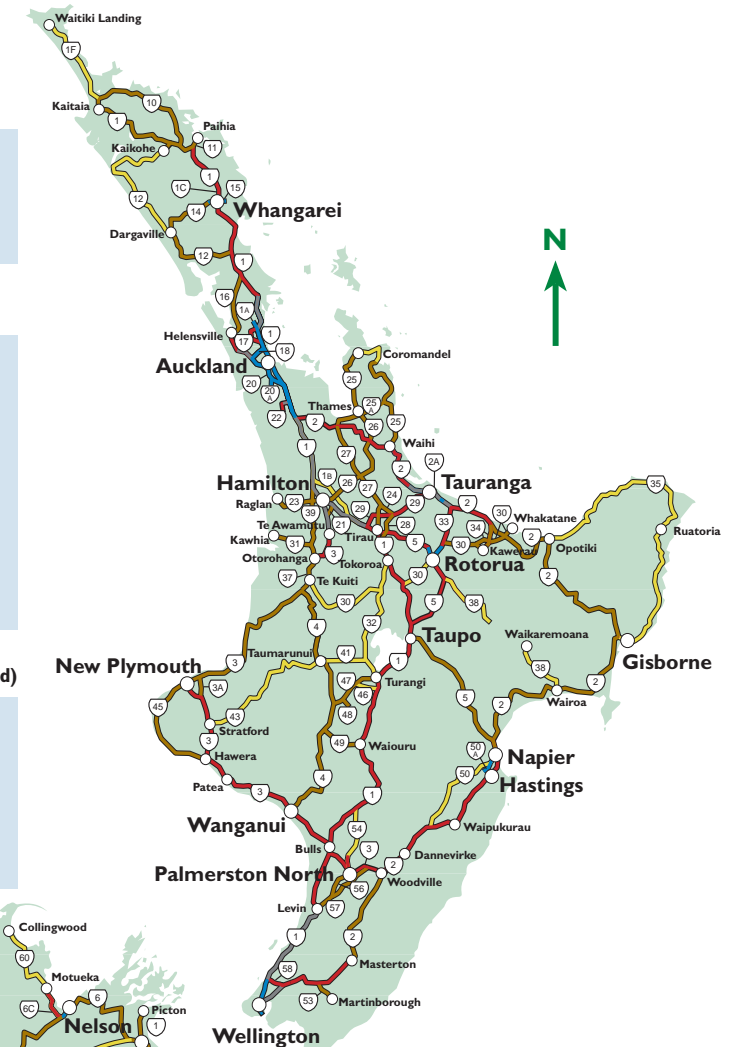 Waitiki Landing
1F
10
Kaitaia
1
Paihia
11
Kaikohe
1
1C
15
12
14
Whangarei
Dargaville
12
1
N
16
1A
Helensville
1
17
18
Auckland
Coromandel
20
20
A
25
22
Thames
25
A
25
2
26
1
27
Waihi
2A
2
1B
Hamilton
26
27
Tauranga
35
Raglan
23
24
29
2
39
29
30
Whakatane
Te Awamutu
21
28
33
34
Ruatoria
Kawhia
31
Tirau
1
5
30
Kawerau
2
Opotiki
Otorohanga
3
Tokoroa
Rotorua
37
Te Kuiti
30
2
30
5
38
32
4
Taupo
Waikaremoana
Taumarunui
41
1
Gisborne
d)
New Plymouth
3
38
2
3A
47
Turangi
46
5
Wairoa
45
43
48
2
Stratford
3
49
Waiouru
50
A
Napier
Hawera
50
Hastings
4
Patea
3
1
Wanganui
54
Waipukurau
Bulls
3
2
Dannevirke
Palmerston North
56
Woodville
Levin
57
Collingwood
1
2
60
58
Masterton
Motueka
6C
6
53
Martinborough
Picton
Nelson
1
Wellington